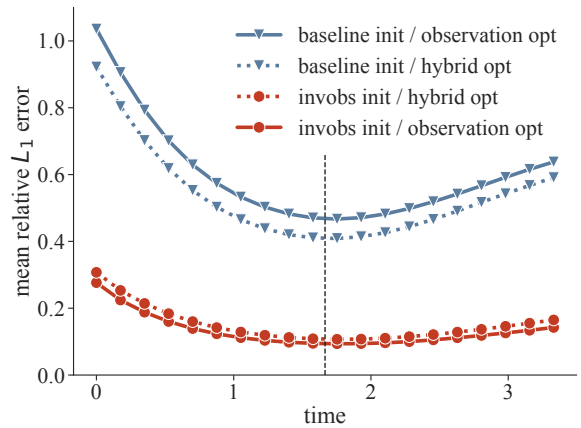 baseline init / observation opt
baseline init / hybrid opt
invobs init / hybrid opt
invobs init / observation opt
mean relative L₁ error
1.0
0.8
0.6
0.4
0.2
0.0
0 1 2 3
time